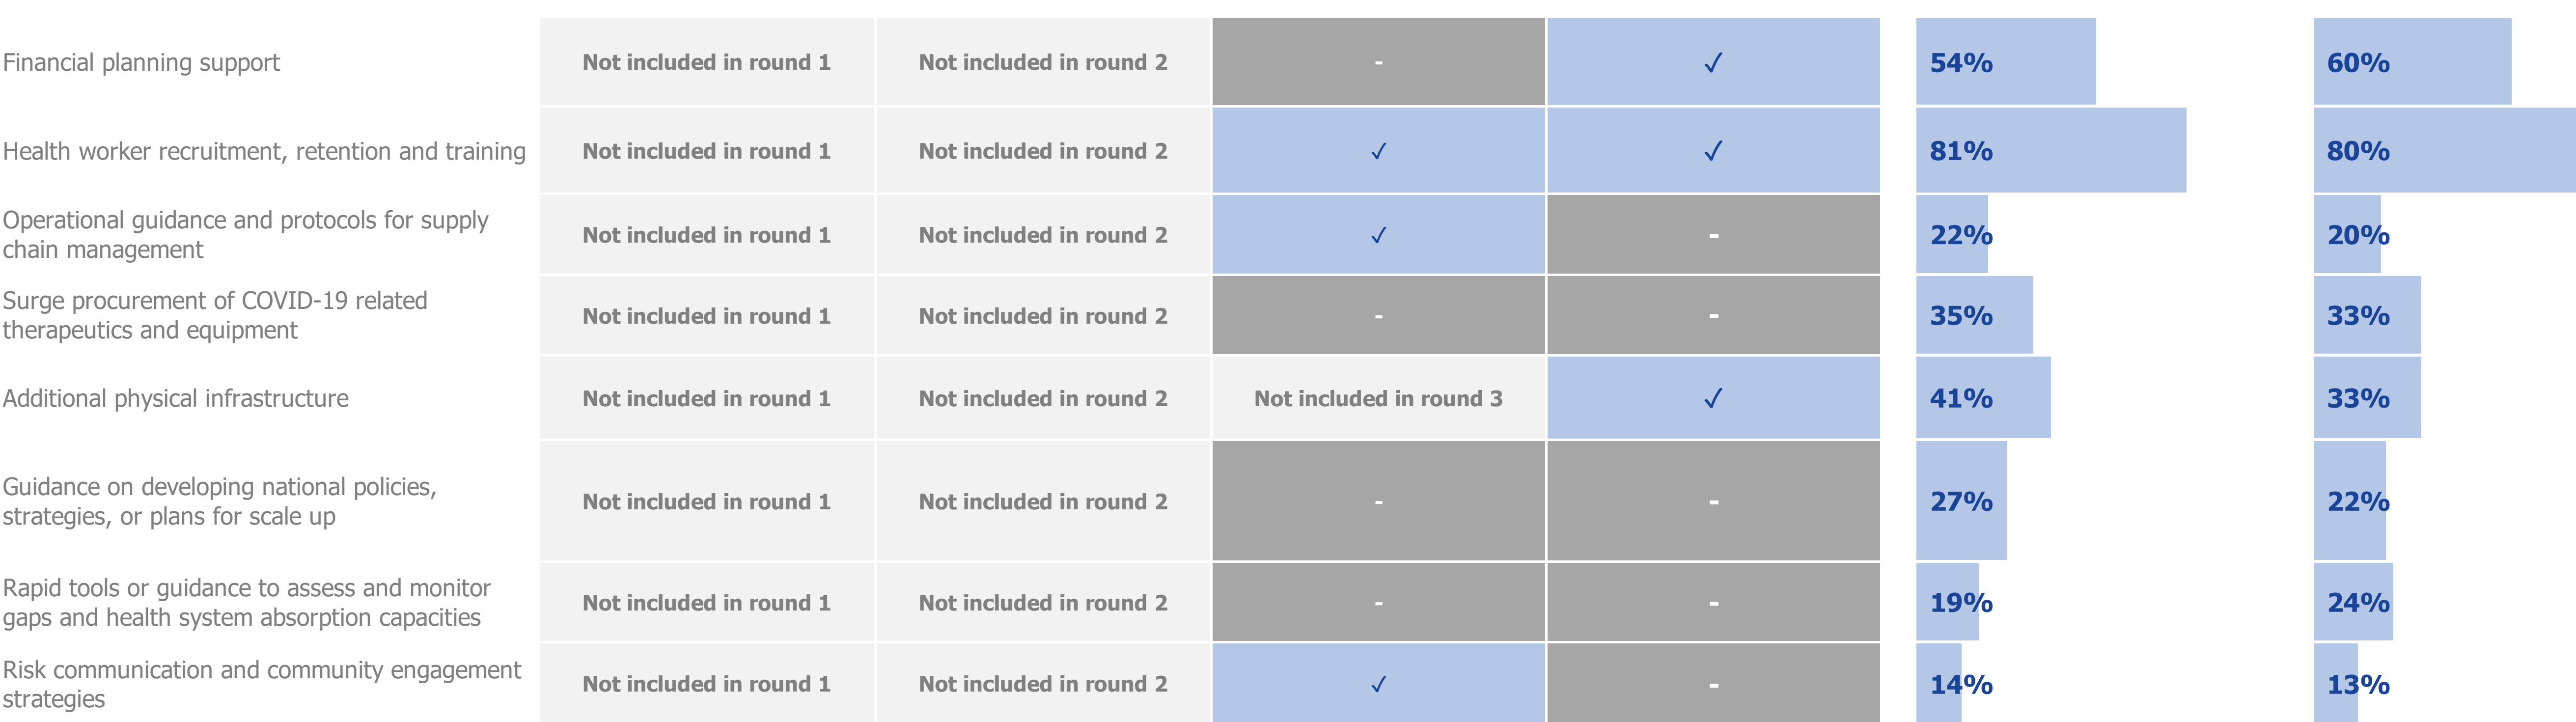 Financial planning support
Not included in round 1
Not included in round 2
-
✓
54%
60%
Health worker recruitment, retention and training
Not included in round 1
Not included in round 2
✓
✓
81%
80%
Operational guidance and protocols for supply
chain management
Not included in round 1
Not included in round 2
✓
-
22%
20%
Surge procurement of COVID-19 related
therapeutics and equipment
Not included in round 1
Not included in round 2
-
-
35%
33%
Additional physical infrastructure
Not included in round 1
Not included in round 2
Not included in round 3
✓
41%
33%
Guidance on developing national policies,
strategies, or plans for scale up
Not included in round 1
Not included in round 2
-
-
27%
22%
Rapid tools or guidance to assess and monitor
gaps and health system absorption capacities
Not included in round 1
Not included in round 2
-
-
19%
24%
Risk communication and community engagement
strategies
Not included in round 1
Not included in round 2
✓
-
14%
13%